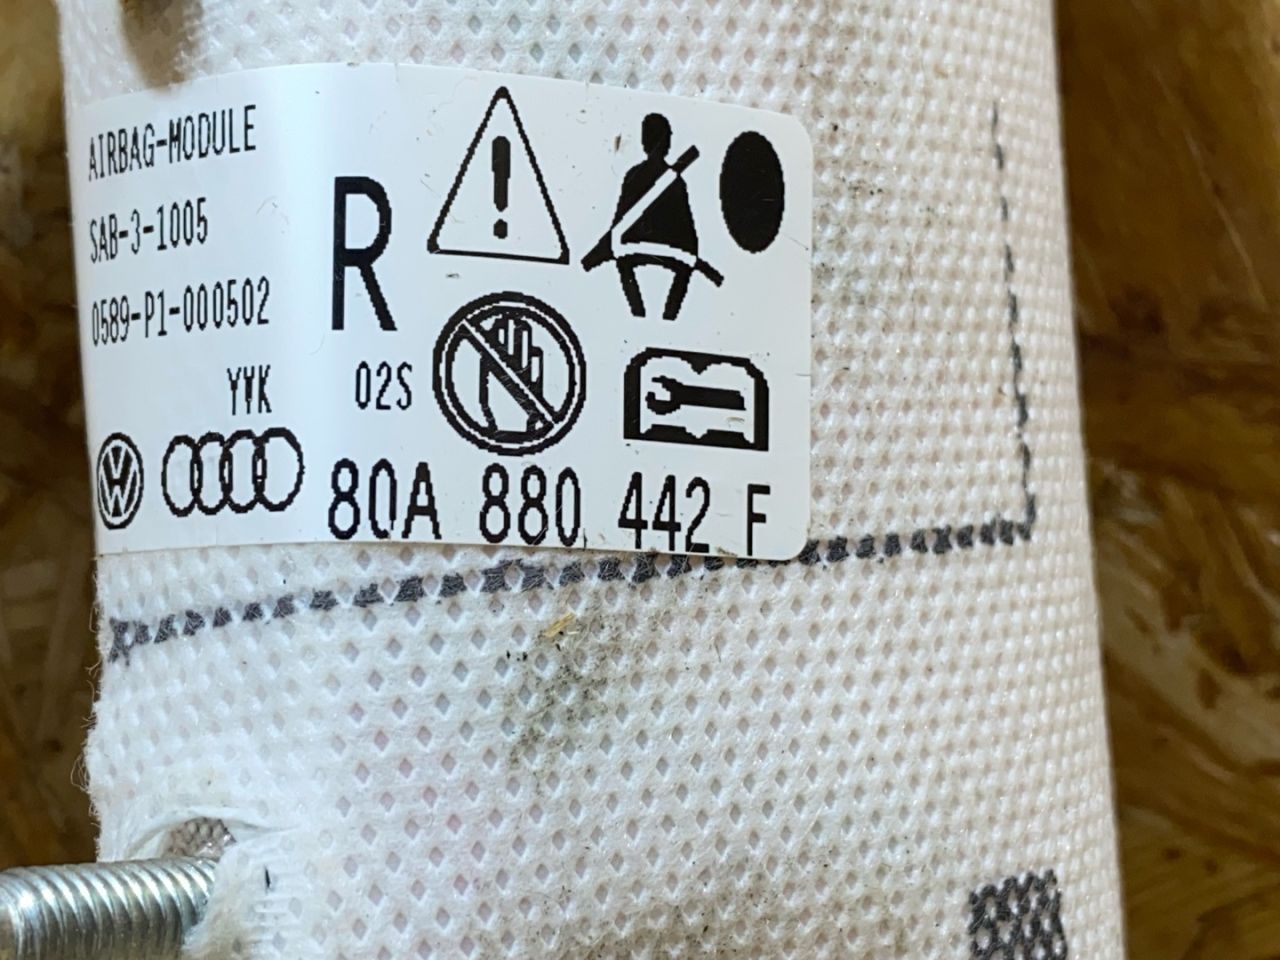 AIRBAG-MODULE
SAB-3-1005
0589-P1-000502
YVK
R
02S
80A 880 442 F